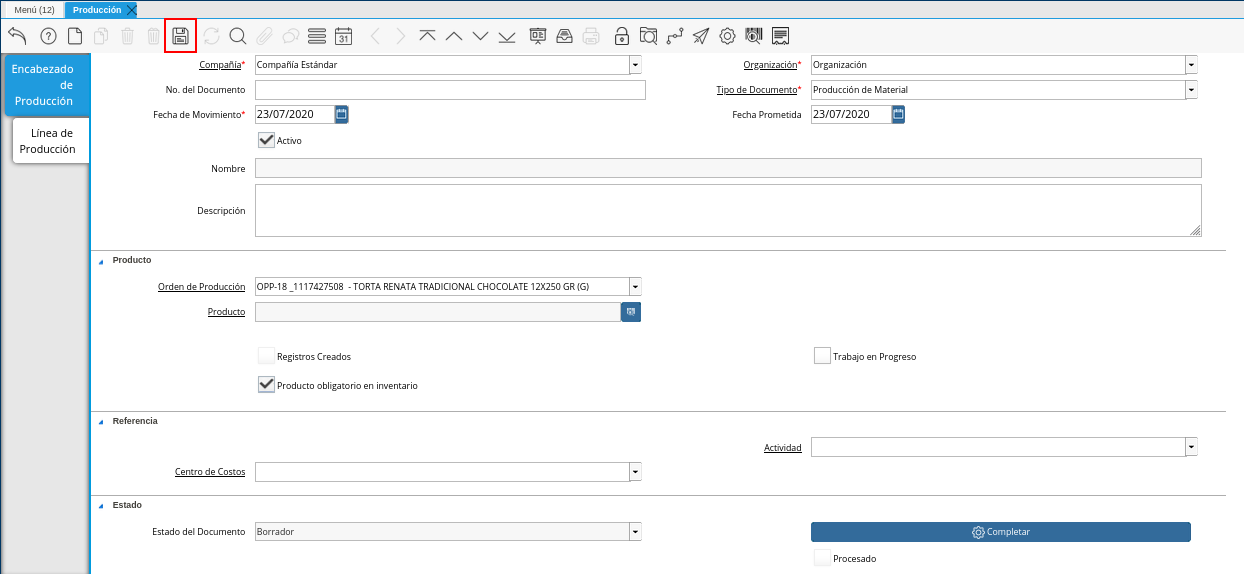 Menú (12) Producción
31
Encabezado de Producción
Línea de Producción
Compañía* Compañía Estándar Organización* Organización
No. del Documento Tipo de Documento* Producción de Material
Fecha de Movimiento* 23/07/2020 Fecha Prometida 23/07/2020
Activo
Nombre
Descripción
Producto
Orden de Producción OPP-18 _1117427508 - TORTA RENATA TRADICIONAL CHOCOLATE 12X250 GR (G)
Producto
Registros Creados Trabajo en Progreso
Producto obligatorio en inventario
Referencia
Actividad
Centro de Costos
Estado
Estado del Documento Borrador Completar
Procesado